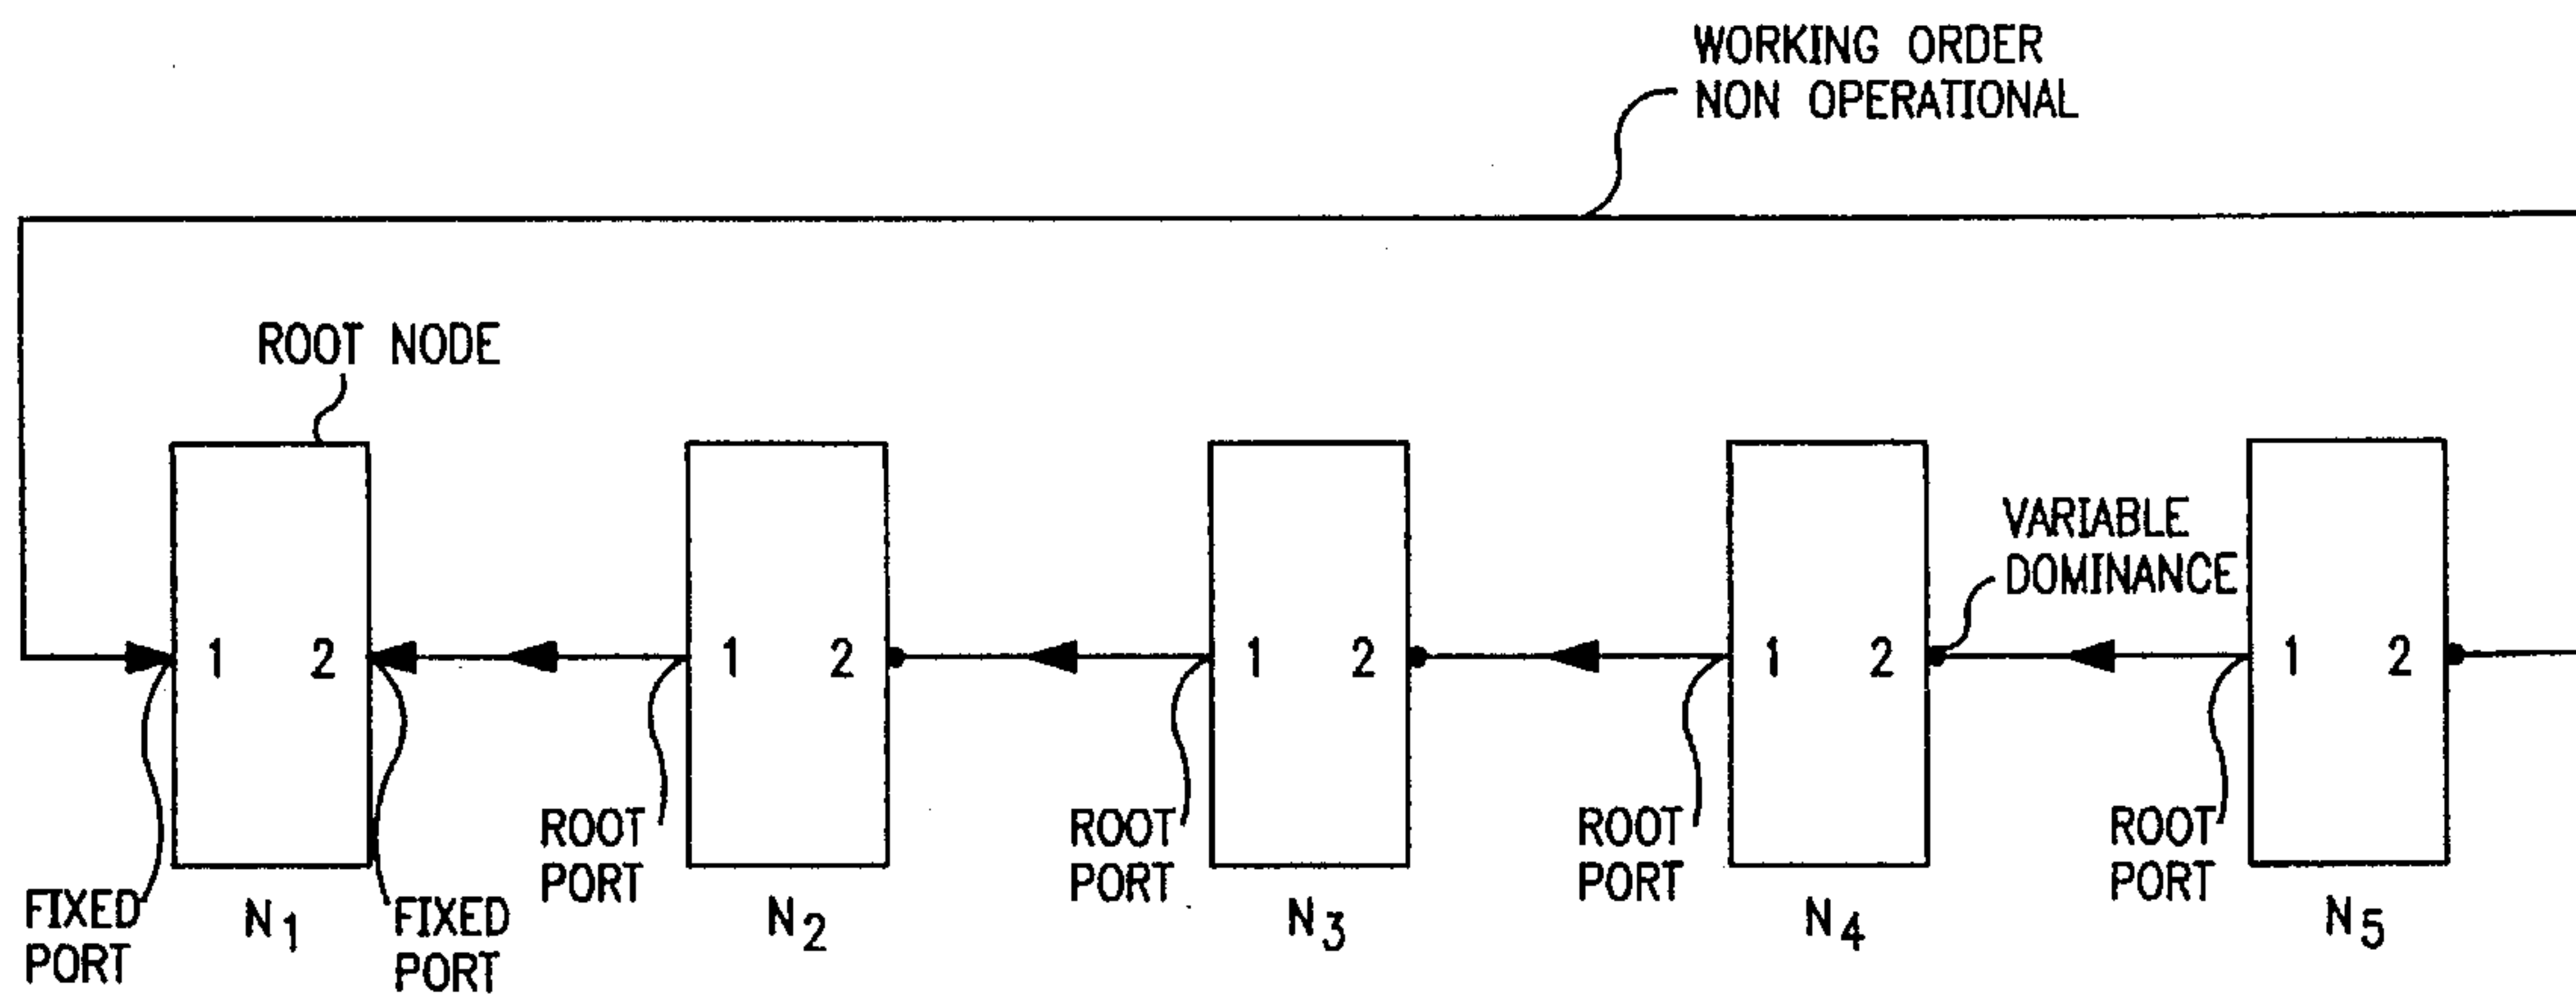 WORKING ORDER
NON OPERATIONAL
ROOT NODE
VARIABLE
DOMINANCE
1 2 1 2 1 2 1 2 1 2
ROOT
PORT
ROOT
PORT
ROOT
PORT
ROOT
PORT
FIXED
PORT
N1
FIXED
PORT
N2
N3
N4
N5